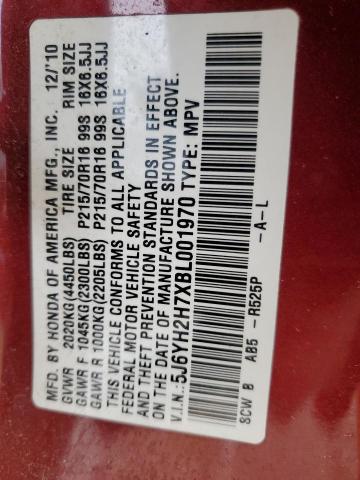 MFD. BY HONDA OF AMERICA MFG., INC. 12/'10
GVWR 2020KG(4450LBS) TIRE SIZE RIM SIZE
GAWR F 1045KG(2300LBS) P215/70R16 99S 16X6.5JJ
GAWR R 1000KG(2205LBS) P215/70R16 99S 16X6.5JJ
THIS VEHICLE CONFORMS TO ALL APPLICABLE
FEDERAL MOTOR VEHICLE SAFETY
AND THEFT PREVENTION STANDARDS IN EFFECT
ON THE DATE OF MANUFACTURE SHOWN ABOVE.
V.I.N.:5J6YH2H7XBL001970 TYPE: MPV
8CW B AB5 -R525P -A-L